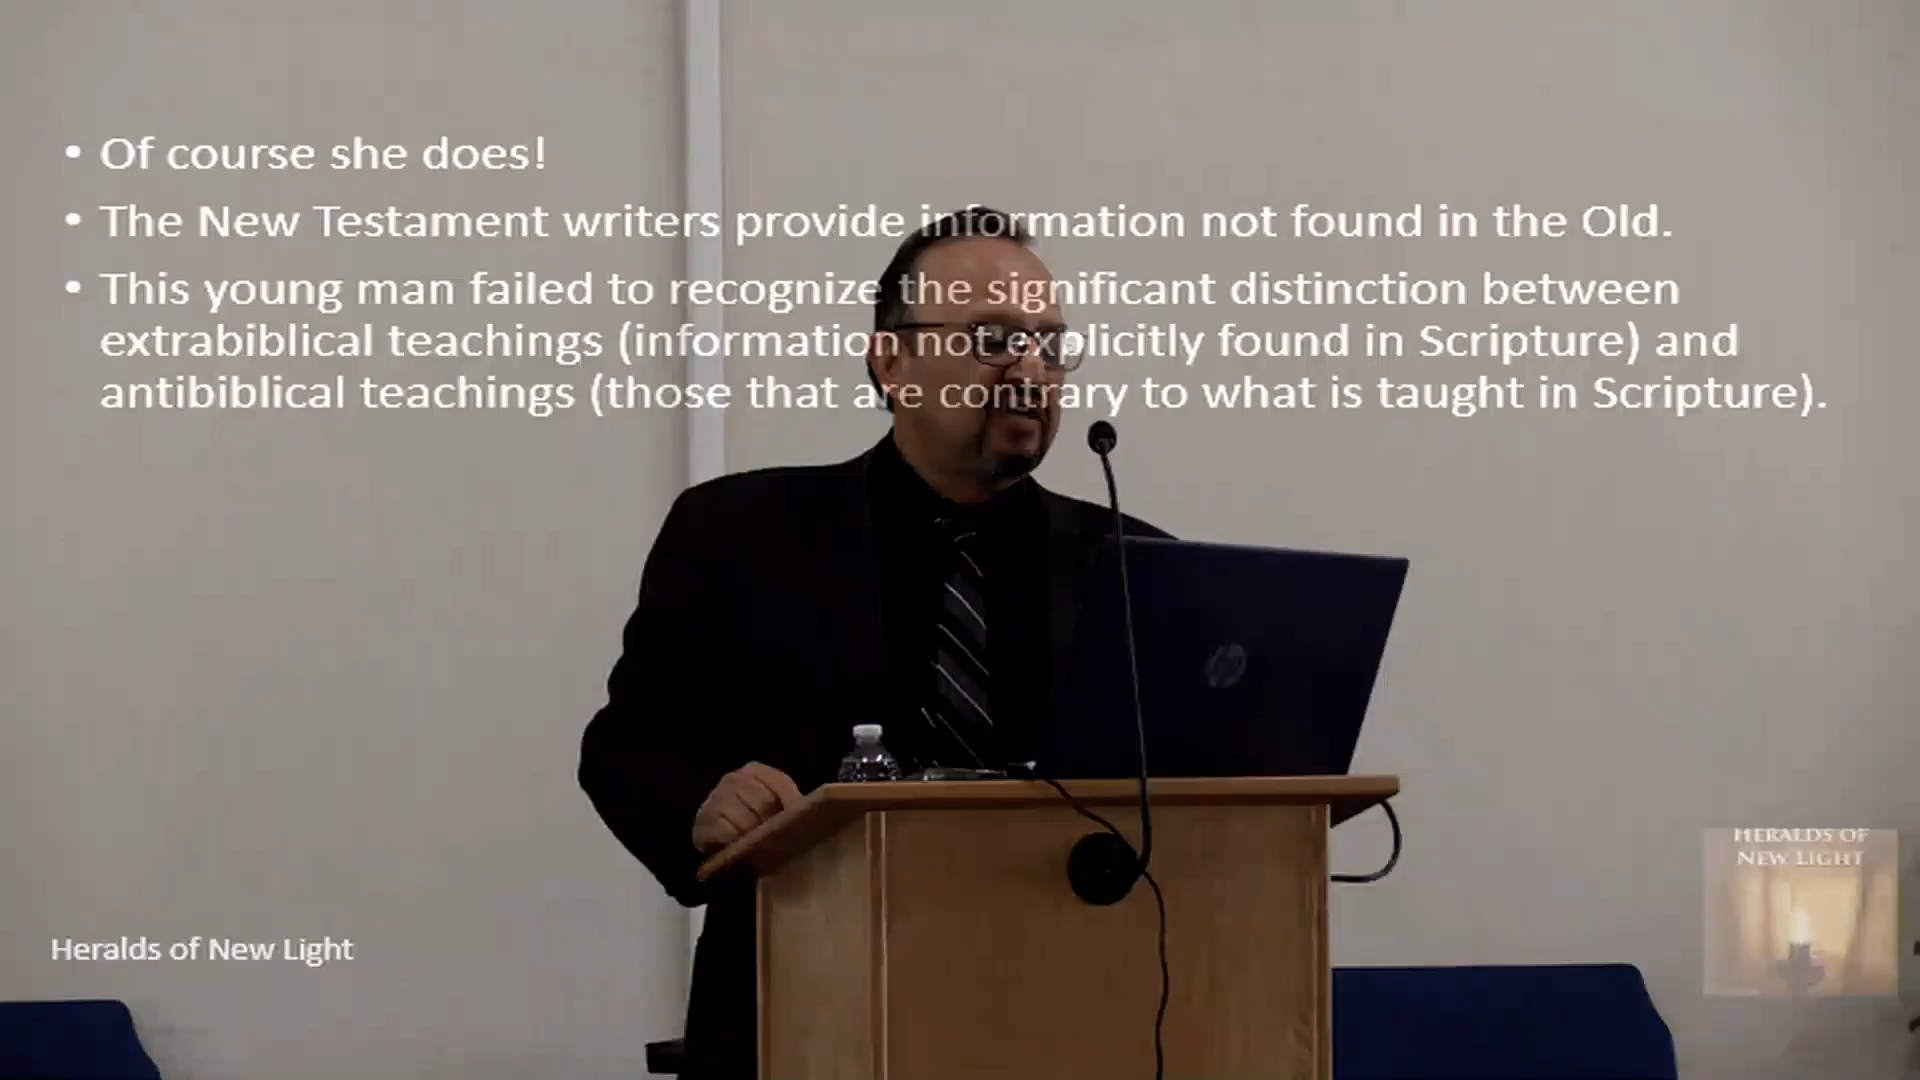 • Of course she does!
• The New Testament writers provide information not found in the Old.
• This young man failed to recognize the significant distinction between
extrabiblical teachings (information not explicitly found in Scripture) and
antibiblical teachings (those that are contrary to what is taught in Scripture).
hp
HERALDS OF
NEW LIGHT
Heralds of New Light